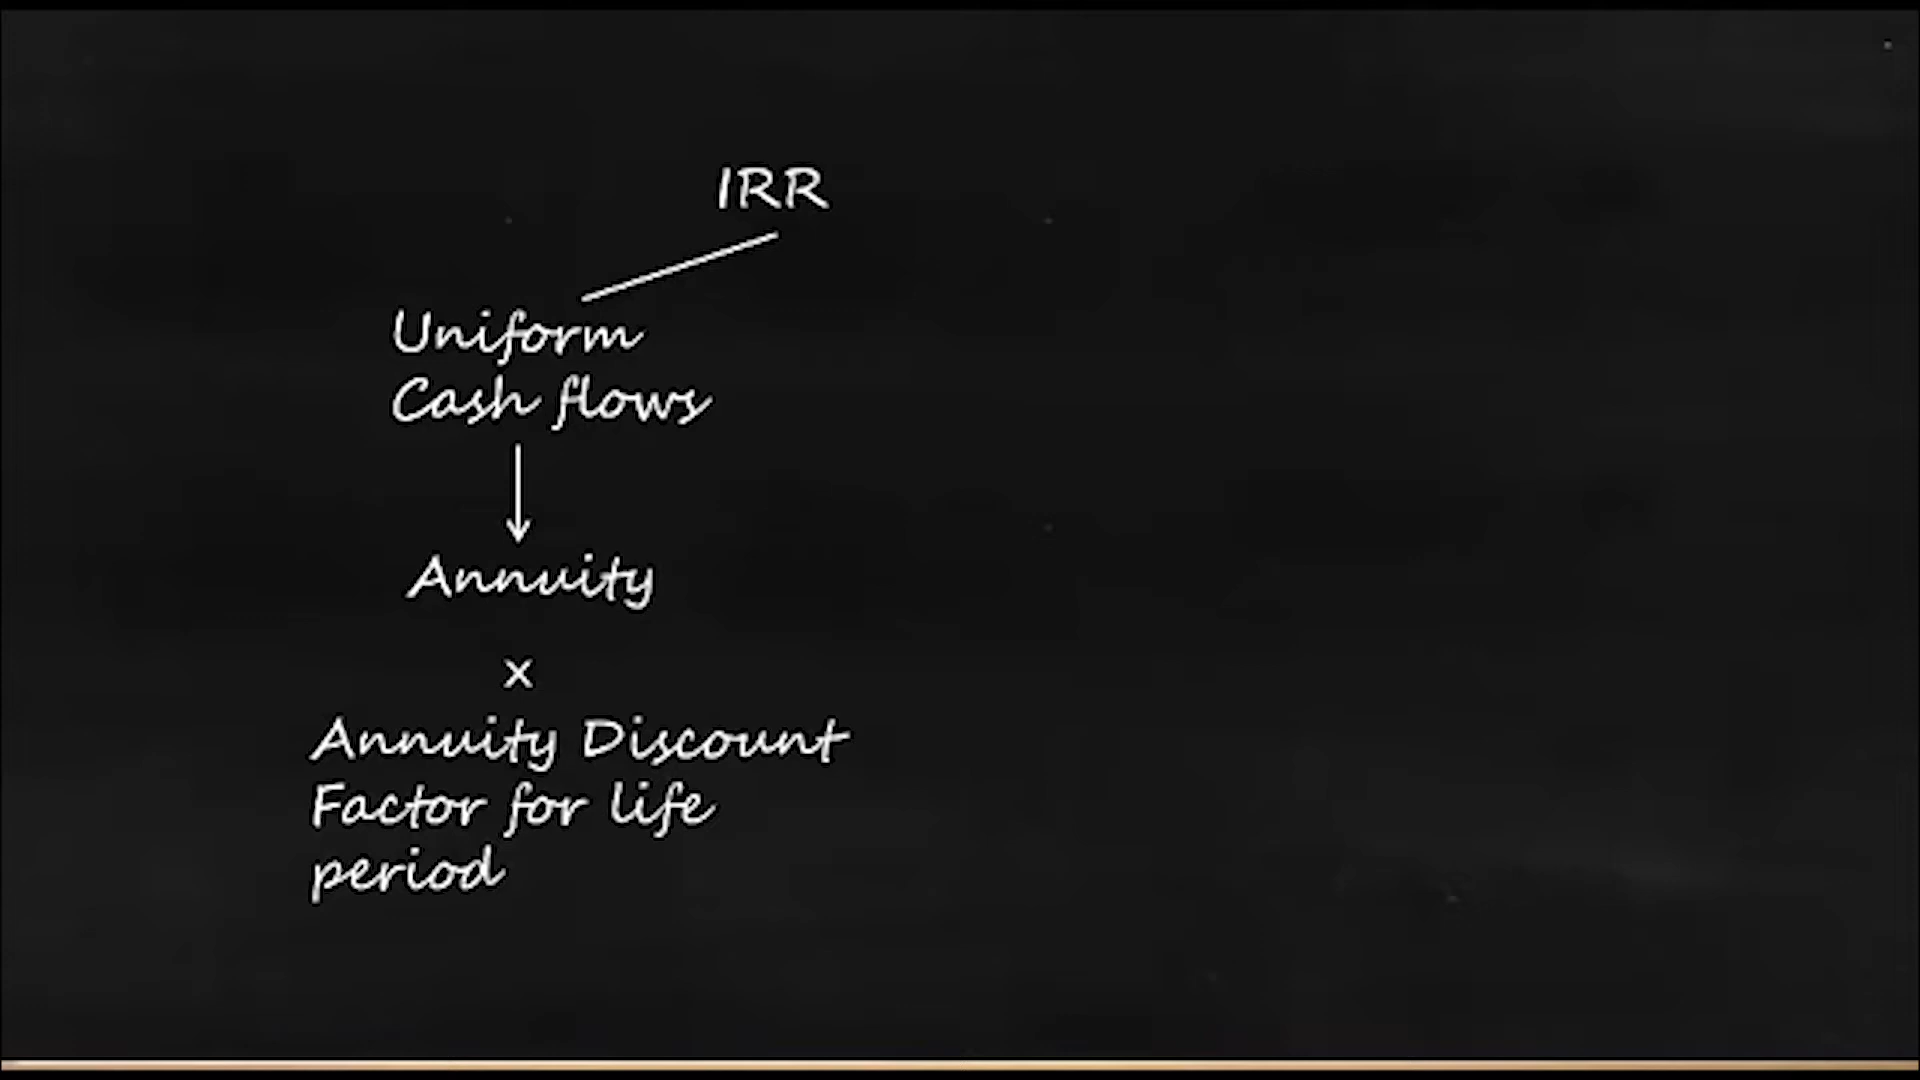 IRR
Uniform
Cash flows
Annuity
x
Annuity Discount
Factor for life
period